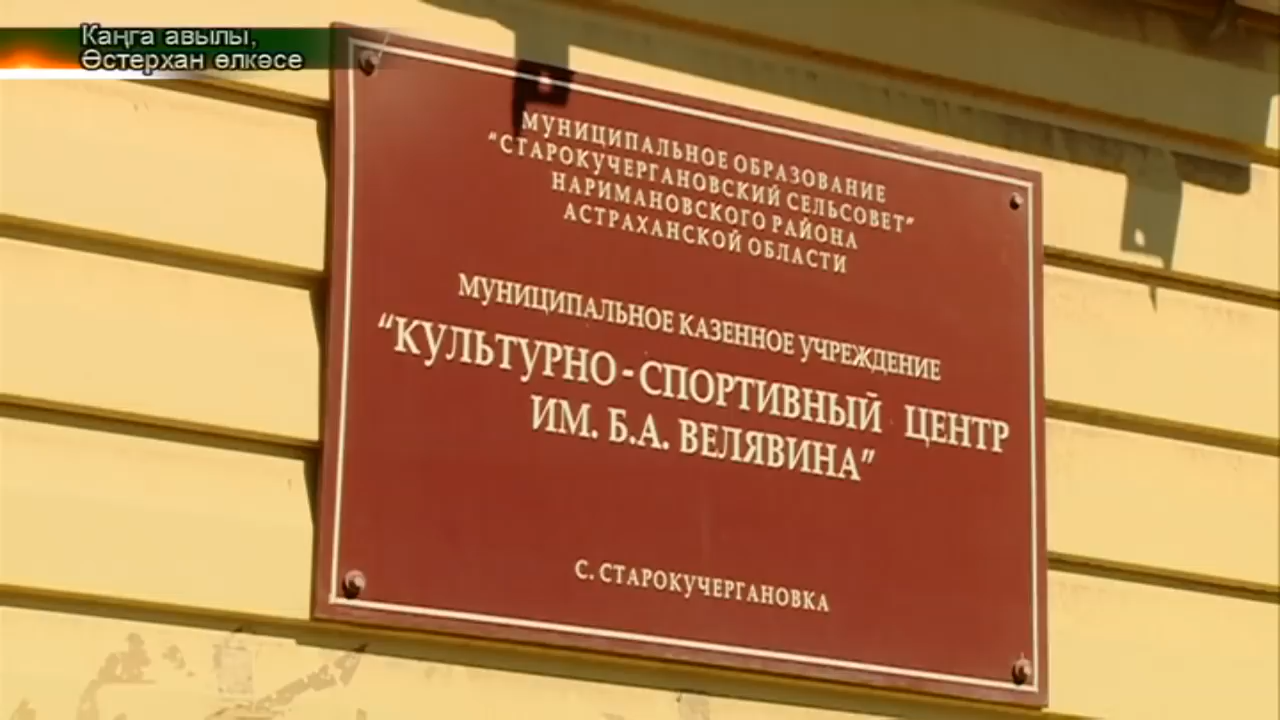 Каңга авылы,
Өстерхан өлкәсе
МУНИЦИПАЛЬНОЕ ОБРАЗОВАНИЕ
"СТАРОКУЧЕРГАНОВСКИЙ СЕЛЬСОВЕТ"
НАРИМАНОВСКОГО РАЙОНА
АСТРАХАНСКОЙ ОБЛАСТИ
МУНИЦИПАЛЬНОЕ КАЗЕННОЕ УЧРЕЖДЕНИЕ
"КУЛЬТУРНО-СПОРТИВНЫЙ ЦЕНТР
ИМ. Б.А. ВЕЛЯВИНА"
С. СТАРОКУЧЕРГАНОВКА